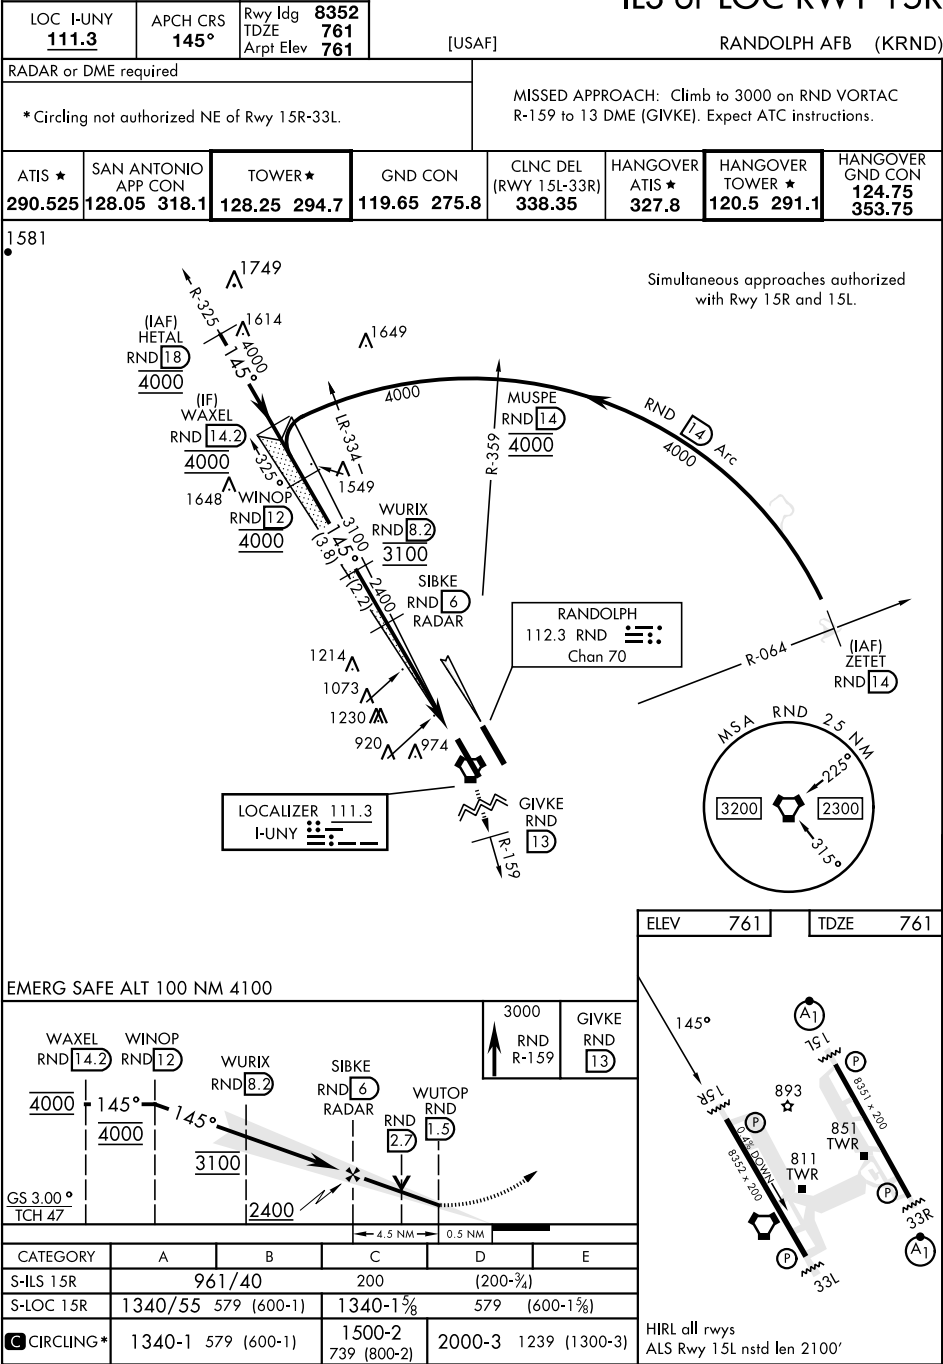 ILS or LOC RWY 15R
LOC I-UNY
111.3
APCH CRS
145°
Rwy ldg 8352
TDZE 761
Arpt Elev 761
[USAF]
RANDOLPH AFB (KRND)
RADAR or DME required
* Circling not authorized NE of Rwy 15R-33L.
MISSED APPROACH: Climb to 3000 on RND VORTAC
R-159 to 13 DME (GIVKE). Expect ATC instructions.
ATIS ★
290.525
SAN ANTONIO
APP CON
128.05 318.1
TOWER★
128.25 294.7
GND CON
119.65 275.8
CLNC DEL
(RWY 15L-33R)
338.35
HANGOVER
ATIS ★
327.8
HANGOVER
TOWER ★
120.5 291.1
HANGOVER
GND CON
124.75
353.75
1581
1749
Simultaneous approaches authorized
with Rwy 15R and 15L.
R-325
1614
(IAF)
HETAL
RND 18
4000
4000
145°
1649
4000
MUSPE
RND 14
4000
RND 14 Arc
4000
(IF)
WAXEL
RND 14.2
4000
LR-334
R-359
325°
1549
1648
WINOP
RND 12
4000
WURIX
RND 8.2
3100
3100
145°
(3.8)
2400
(2.2)
SIBKE
RND 6
RADAR
RANDOLPH
112.3 RND
Chan 70
R-064
(IAF)
ZETET
RND 14
1214
1073
1230
920
974
MSA RND 25 NM
225°
3200
2300
315°
LOCALIZER 111.3
I-UNY
GIVKE
RND
13
R-159
ELEV 761
TDZE 761
EMERG SAFE ALT 100 NM 4100
3000
RND
R-159
GIVKE
RND
13
WAXEL
RND 14.2
WINOP
RND 12
WURIX
RND 8.2
SIBKE
RND 6
RADAR
RND
2.7
WUTOP
RND
1.5
4000
145°
4000
145°
3100
2400
GS 3.00°
TCH 47
4.5 NM
0.5 NM
145°
A1
15L
P
8351 x 200
15R
893
P
0.4% DOWN
8352 x 200
851
TWR
811
TWR
P
33R
A1
P
33L
HIRL all rwys
ALS Rwy 15L nstd len 2100'
CATEGORY A B C D E
S-ILS 15R 961/40 200 (200-¾)
S-LOC 15R 1340/55 579 (600-1) 1340-1⅝ 579 (600-1⅝)
C CIRCLING* 1340-1 579 (600-1) 1500-2 739 (800-2) 2000-3 1239 (1300-3)